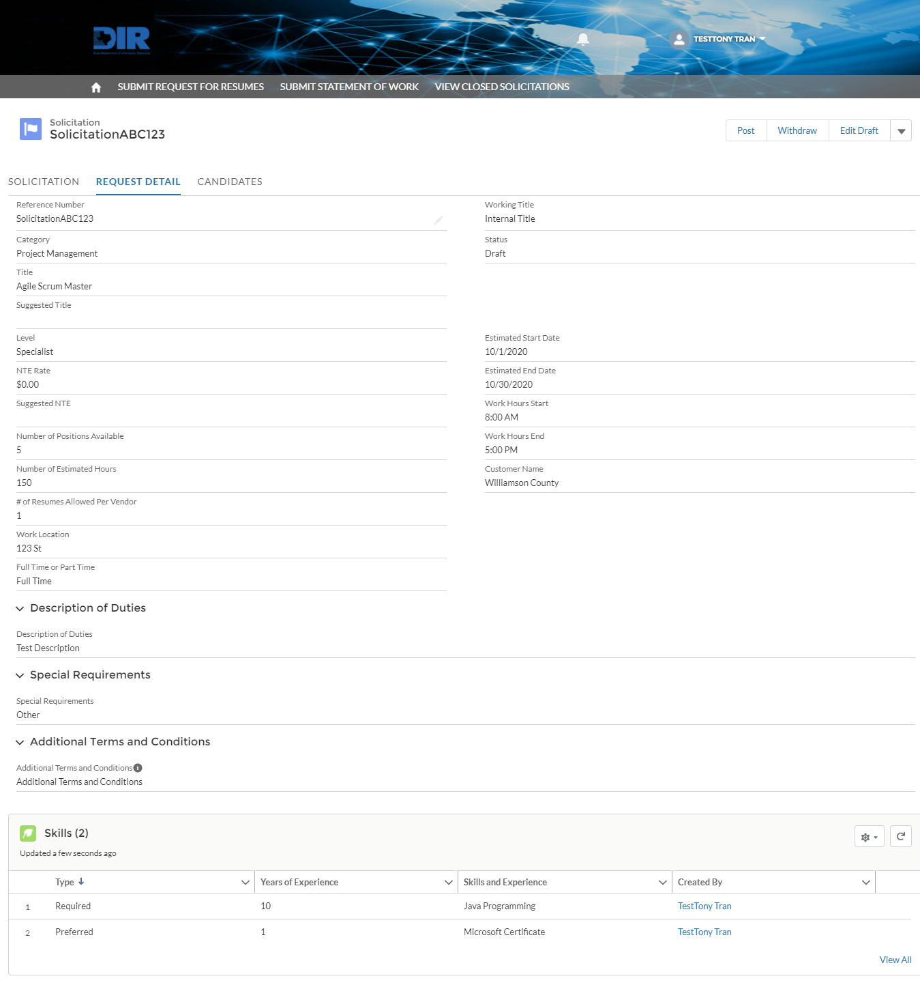 DIR
Texas Department of Information Resources
TESTTONY TRAN
SUBMIT REQUEST FOR RESUMES SUBMIT STATEMENT OF WORK VIEW CLOSED SOLICITATIONS
Solicitation
SolicitationABC123
Post Withdraw Edit Draft
SOLICITATION REQUEST DETAIL CANDIDATES
Reference Number
SolicitationABC123
Working Title
Internal Title
Category
Project Management
Status
Draft
Title
Agile Scrum Master
Suggested Title
Level
Specialist
Estimated Start Date
10/1/2020
NTE Rate
$0.00
Estimated End Date
10/30/2020
Suggested NTE
Work Hours Start
8:00 AM
Number of Positions Available
5
Work Hours End
5:00 PM
Number of Estimated Hours
150
Customer Name
Williamson County
# of Resumes Allowed Per Vendor
1
Work Location
123 St
Full Time or Part Time
Full Time
Description of Duties
Description of Duties
Test Description
Special Requirements
Special Requirements
Other
Additional Terms and Conditions
Additional Terms and Conditions
Additional Terms and Conditions
Skills (2)
Updated a few seconds ago
Type Years of Experience Skills and Experience Created By
1 Required 10 Java Programming TestTony Tran
2 Preferred 1 Microsoft Certificate TestTony Tran
View All